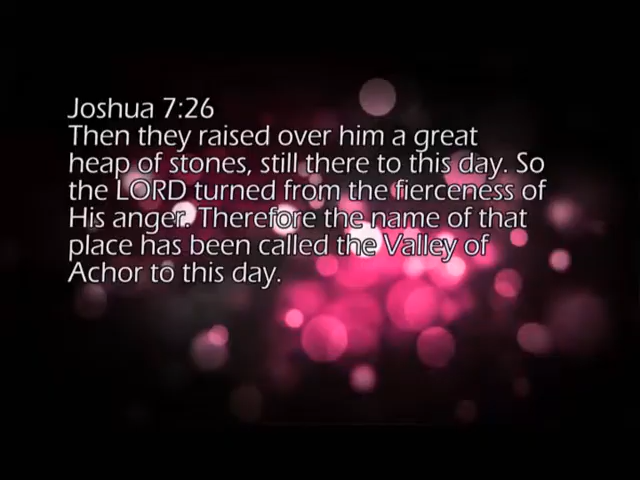 Joshua 7:26
Then they raised over him a great
heap of stones, still there to this day. So
the LORD turned from the fierceness of
His anger. Therefore the name of that
place has been called the Valley of
Achor to this day.